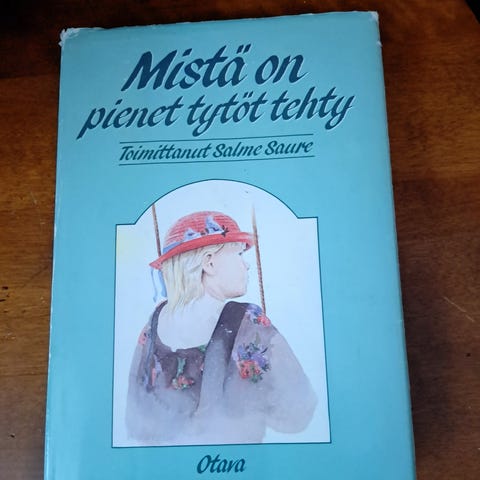 Mistä on
pienet tytöt tehty
Toimittanut Salme Saure
Otava